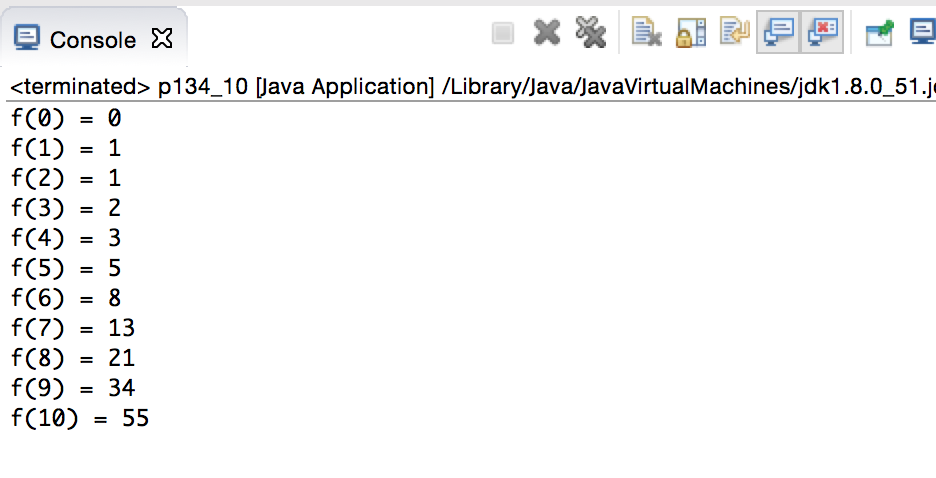 Console
<terminated> p134_10 [Java Application] /Library/Java/JavaVirtualMachines/jdk1.8.0_51.j
f(0) = 0
f(1) = 1
f(2) = 1
f(3) = 2
f(4) = 3
f(5) = 5
f(6) = 8
f(7) = 13
f(8) = 21
f(9) = 34
f(10) = 55